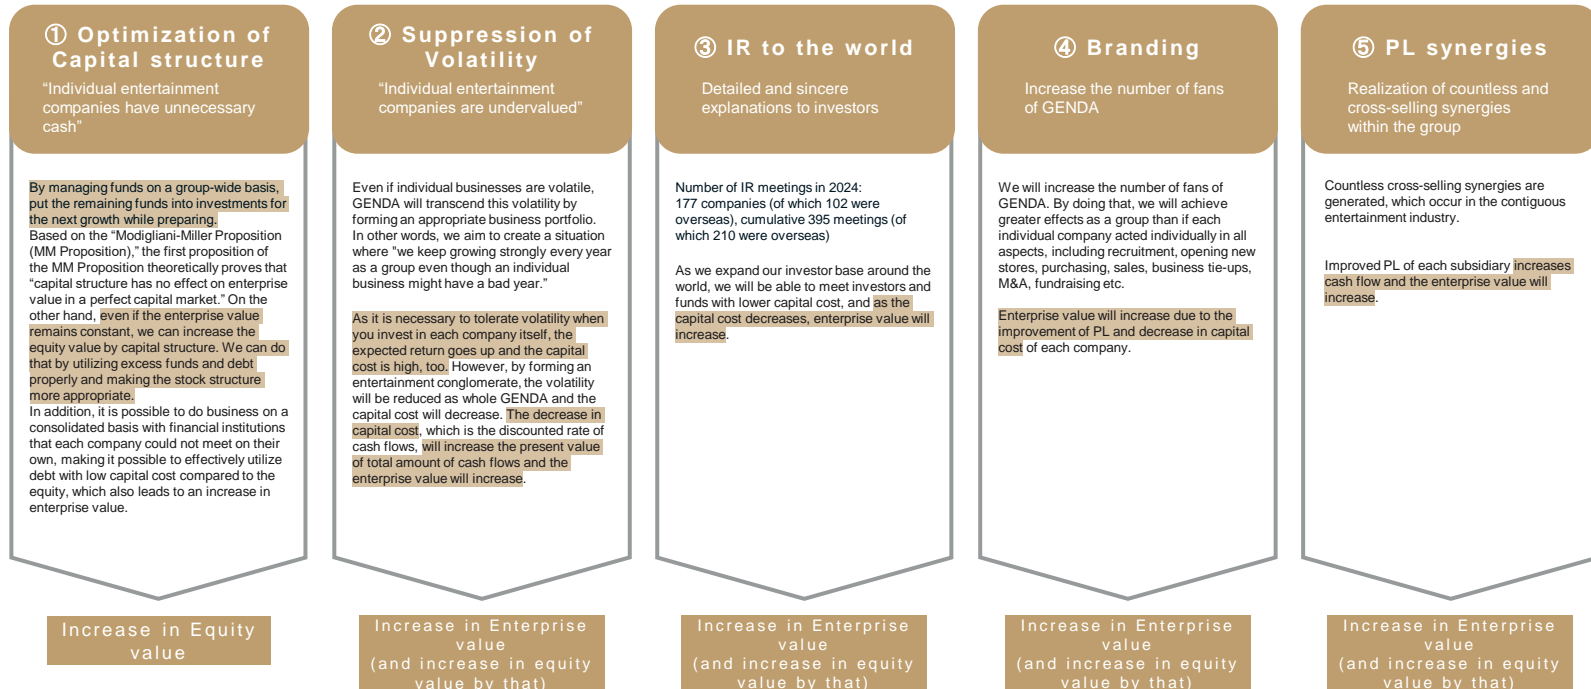 ① Optimization of
Capital structure
“Individual entertainment
companies have unnecessary
cash”
By managing funds on a group-wide basis,
put the remaining funds into investments for
the next growth while preparing.
Based on the “Modigliani-Miller Proposition
(MM Proposition),” the first proposition of
the MM Proposition theoretically proves that
“capital structure has no effect on enterprise
value in a perfect capital market.” On the
other hand, even if the enterprise value
remains constant, we can increase the
equity value by capital structure. We can do
that by utilizing excess funds and debt
properly and making the stock structure
more appropriate.
In addition, it is possible to do business on a
consolidated basis with financial institutions
that each company could not meet on their
own, making it possible to effectively utilize
debt with low capital cost compared to the
equity, which also leads to an increase in
enterprise value.
Increase in Equity
value
② Suppression of
Volatility
“Individual entertainment
companies are undervalued”
Even if individual businesses are volatile,
GENDA will transcend this volatility by
forming an appropriate business portfolio.
In other words, we aim to create a situation
where "we keep growing strongly every year
as a group even though an individual
business might have a bad year.”
As it is necessary to tolerate volatility when
you invest in each company itself, the
expected return goes up and the capital
cost is high, too. However, by forming an
entertainment conglomerate, the volatility
will be reduced as whole GENDA and the
capital cost will decrease. The decrease in
capital cost, which is the discounted rate of
cash flows, will increase the present value
of total amount of cash flows and the
enterprise value will increase.
Increase in Enterprise
value
(and increase in equity
value by that)
③ IR to the world
Detailed and sincere
explanations to investors
Number of IR meetings in 2024:
177 companies (of which 102 were
overseas), cumulative 395 meetings (of
which 210 were overseas)
As we expand our investor base around the
world, we will be able to meet investors and
funds with lower capital cost, and as the
capital cost decreases, enterprise value will
increase.
Increase in Enterprise
value
(and increase in equity
value by that)
④ Branding
Increase the number of fans
of GENDA
We will increase the number of fans of
GENDA. By doing that, we will achieve
greater effects as a group than if each
individual company acted individually in all
aspects, including recruitment, opening new
stores, purchasing, sales, business tie-ups,
M&A, fundraising etc.
Enterprise value will increase due to the
improvement of PL and decrease in capital
cost of each company.
Increase in Enterprise
value
(and increase in equity
value by that)
⑤ PL synergies
Realization of countless and
cross-selling synergies
within the group
Countless cross-selling synergies are
generated, which occur in the contiguous
entertainment industry.
Improved PL of each subsidiary increases
cash flow and the enterprise value will
increase.
Increase in Enterprise
value
(and increase in equity
value by that)